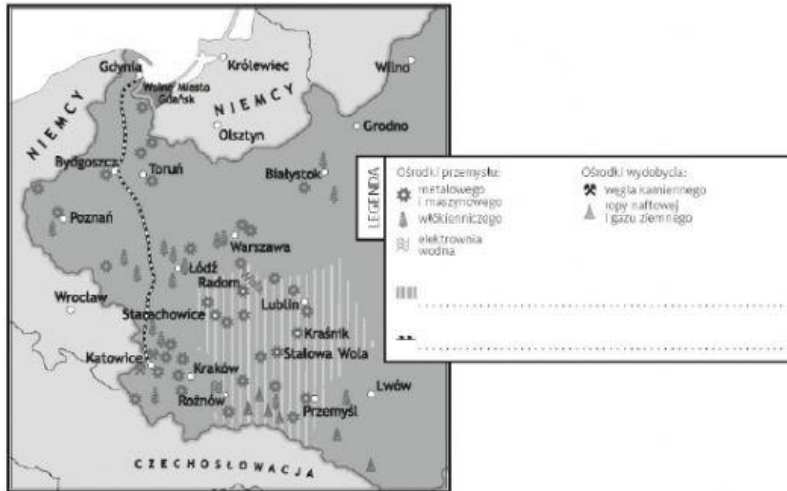 Gdynia
Królewiec
Wilno
Wolne Miasto
Gdańsk
NIEMCY
NIEMCY
Olsztyn
Grodno
Bydgoszcz
Toruń
Białystok
Poznań
Warszawa
Łódź
Radom
Wrocław
Lublin
Starachowice
Kraśnik
Stalowa Wola
Katowice
Kraków
Lwów
Rożnów
Przemyśl
CZECHOSŁOWACJA
LEGENDA
Ośrodki przemysłu:
metalowego
i maszynowego
włókienniczego
elektrownia
wodna
Ośrodki wydobycia:
węgla kamiennego
ropy naftowej
i gazu ziemnego